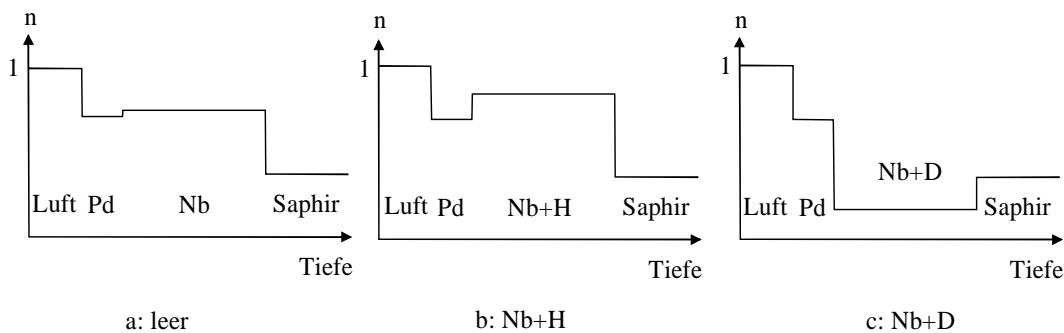 n
1
Luft Pd Nb Saphir
Tiefe
a: leer
n
1
Luft Pd Nb+H Saphir
Tiefe
b: Nb+H
n
1
Nb+D
Luft Pd Saphir
Tiefe
c: Nb+D